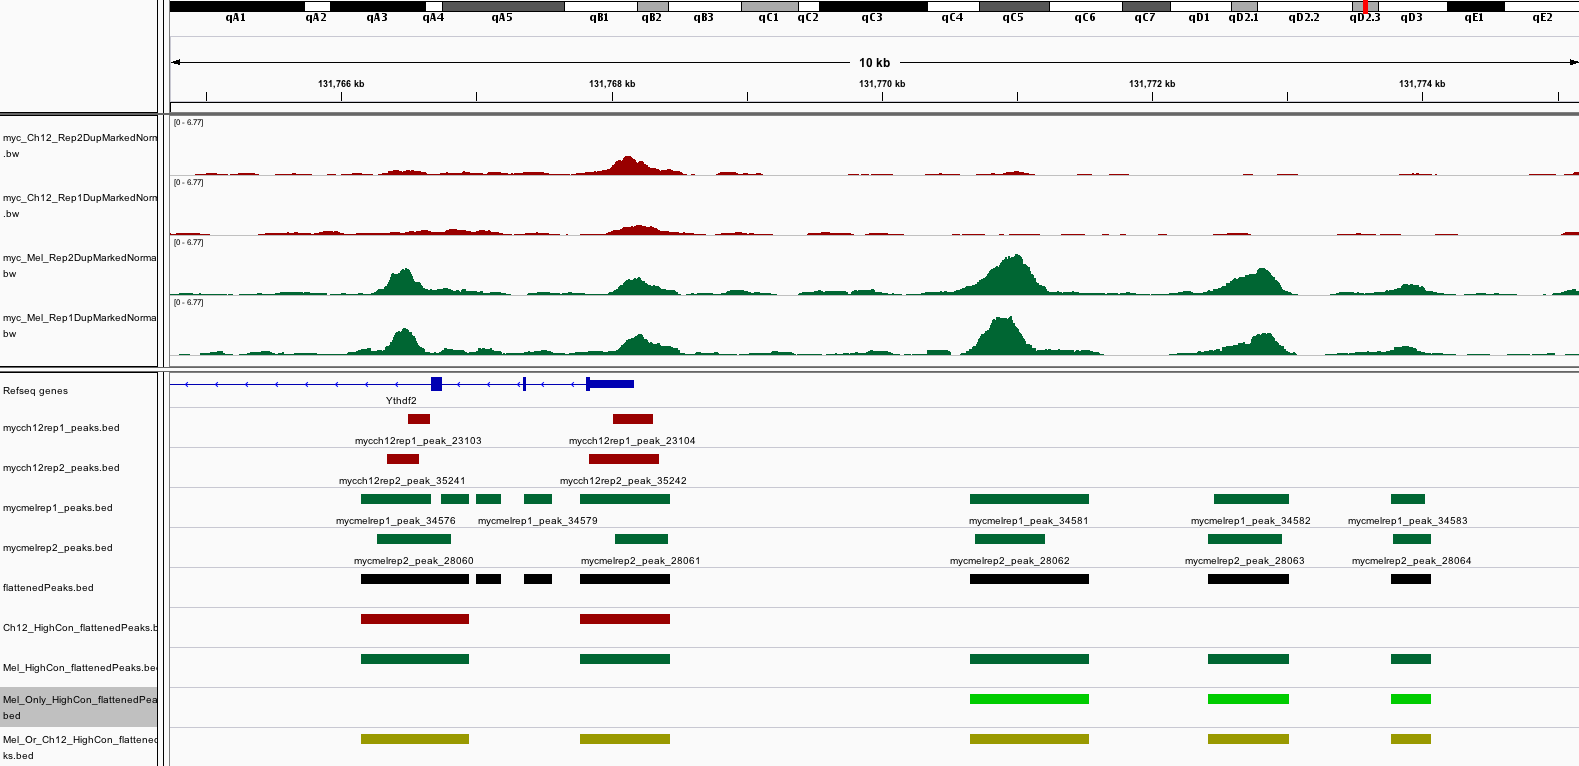 qA1 qA2 qA3 qA4 qA5 qB1 qB2 qB3 qC1 qC2 qC3 qC4 qC5 qC6 qC7 qD1 qD2.1 qD2.2 qD2.3 qD3 qE1 qE2
10 kb
131,766 kb 131,768 kb 131,770 kb 131,772 kb 131,774 kb
[0 - 6.77]
myc_Ch12_Rep2DupMarkedNorm
.bw
[0 - 6.77]
myc_Ch12_Rep1DupMarkedNorm
.bw
[0 - 6.77]
myc_Mel_Rep2DupMarkedNorma
bw
[0 - 6.77]
myc_Mel_Rep1DupMarkedNorma
bw
Refseq genes
Ythdf2
mycch12rep1_peaks.bed
mycch12rep1_peak_23103 mycch12rep1_peak_23104
mycch12rep2_peaks.bed
mycch12rep2_peak_35241 mycch12rep2_peak_35242
mycmelrep1_peaks.bed
mycmelrep1_peak_34576 mycmelrep1_peak_34579 mycmelrep1_peak_34581 mycmelrep1_peak_34582 mycmelrep1_peak_34583
mycmelrep2_peaks.bed
mycmelrep2_peak_28060 mycmelrep2_peak_28061 mycmelrep2_peak_28062 mycmelrep2_peak_28063 mycmelrep2_peak_28064
flattenedPeaks.bed
Ch12_HighCon_flattenedPeaks.b
Mel_HighCon_flattenedPeaks.be
Mel_Only_HighCon_flattenedPea
bed
Mel_Or_Ch12_HighCon_flattened
ks.bed